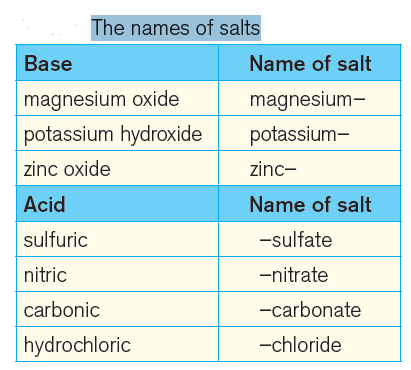 The names of salts
Base Name of salt
magnesium oxide magnesium–
potassium hydroxide potassium–
zinc oxide zinc–
Acid Name of salt
sulfuric –sulfate
nitric –nitrate
carbonic –carbonate
hydrochloric –chloride